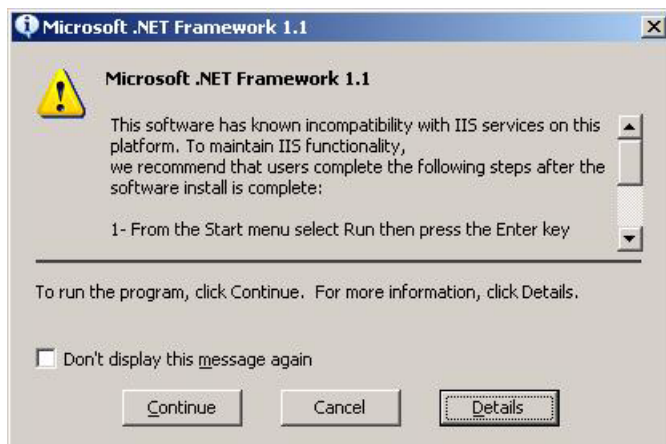 Microsoft .NET Framework 1.1
Microsoft .NET Framework 1.1
This software has known incompatibility with IIS services on this
platform. To maintain IIS functionality,
we recommend that users complete the following steps after the
software install is complete:
1- From the Start menu select Run then press the Enter key
To run the program, click Continue.  For more information, click Details.
Don't display this message again
Continue
Cancel
Details